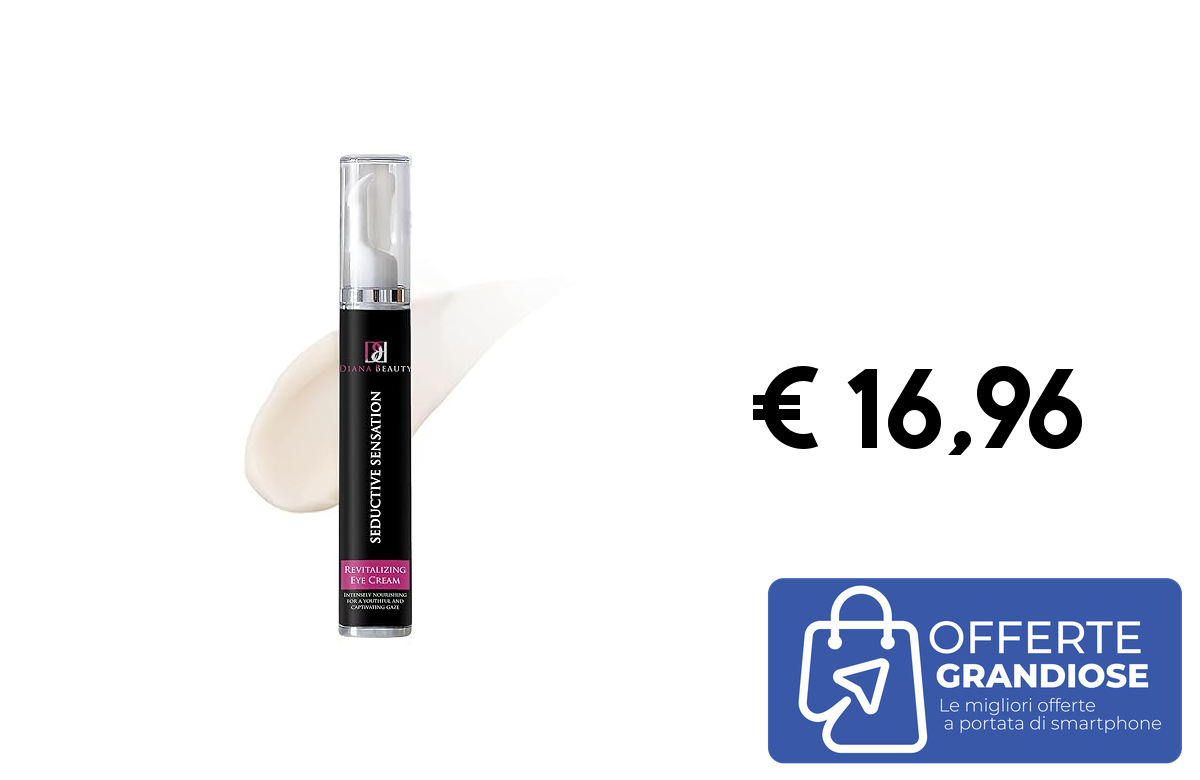 DIANA BEAUTY
SEDUCTIVE SENSATION
REVITALIZING
EYE CREAM
INTENSELY NOURISHING
FOR A YOUTHFUL AND
CAPTIVATING GAZE
€ 16,96
OFFERTE
GRANDIOSE
Le migliori offerte
a portata di smartphone